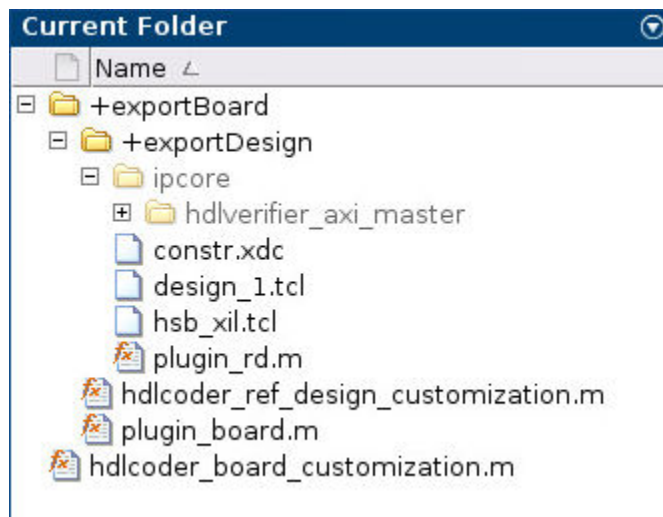 Current Folder
Name
+exportBoard
+exportDesign
ipcore
hdlverifier_axi_master
constr.xdc
design_1.tcl
hsb_xil.tcl
plugin_rd.m
hdlcoder_ref_design_customization.m
plugin_board.m
hdlcoder_board_customization.m